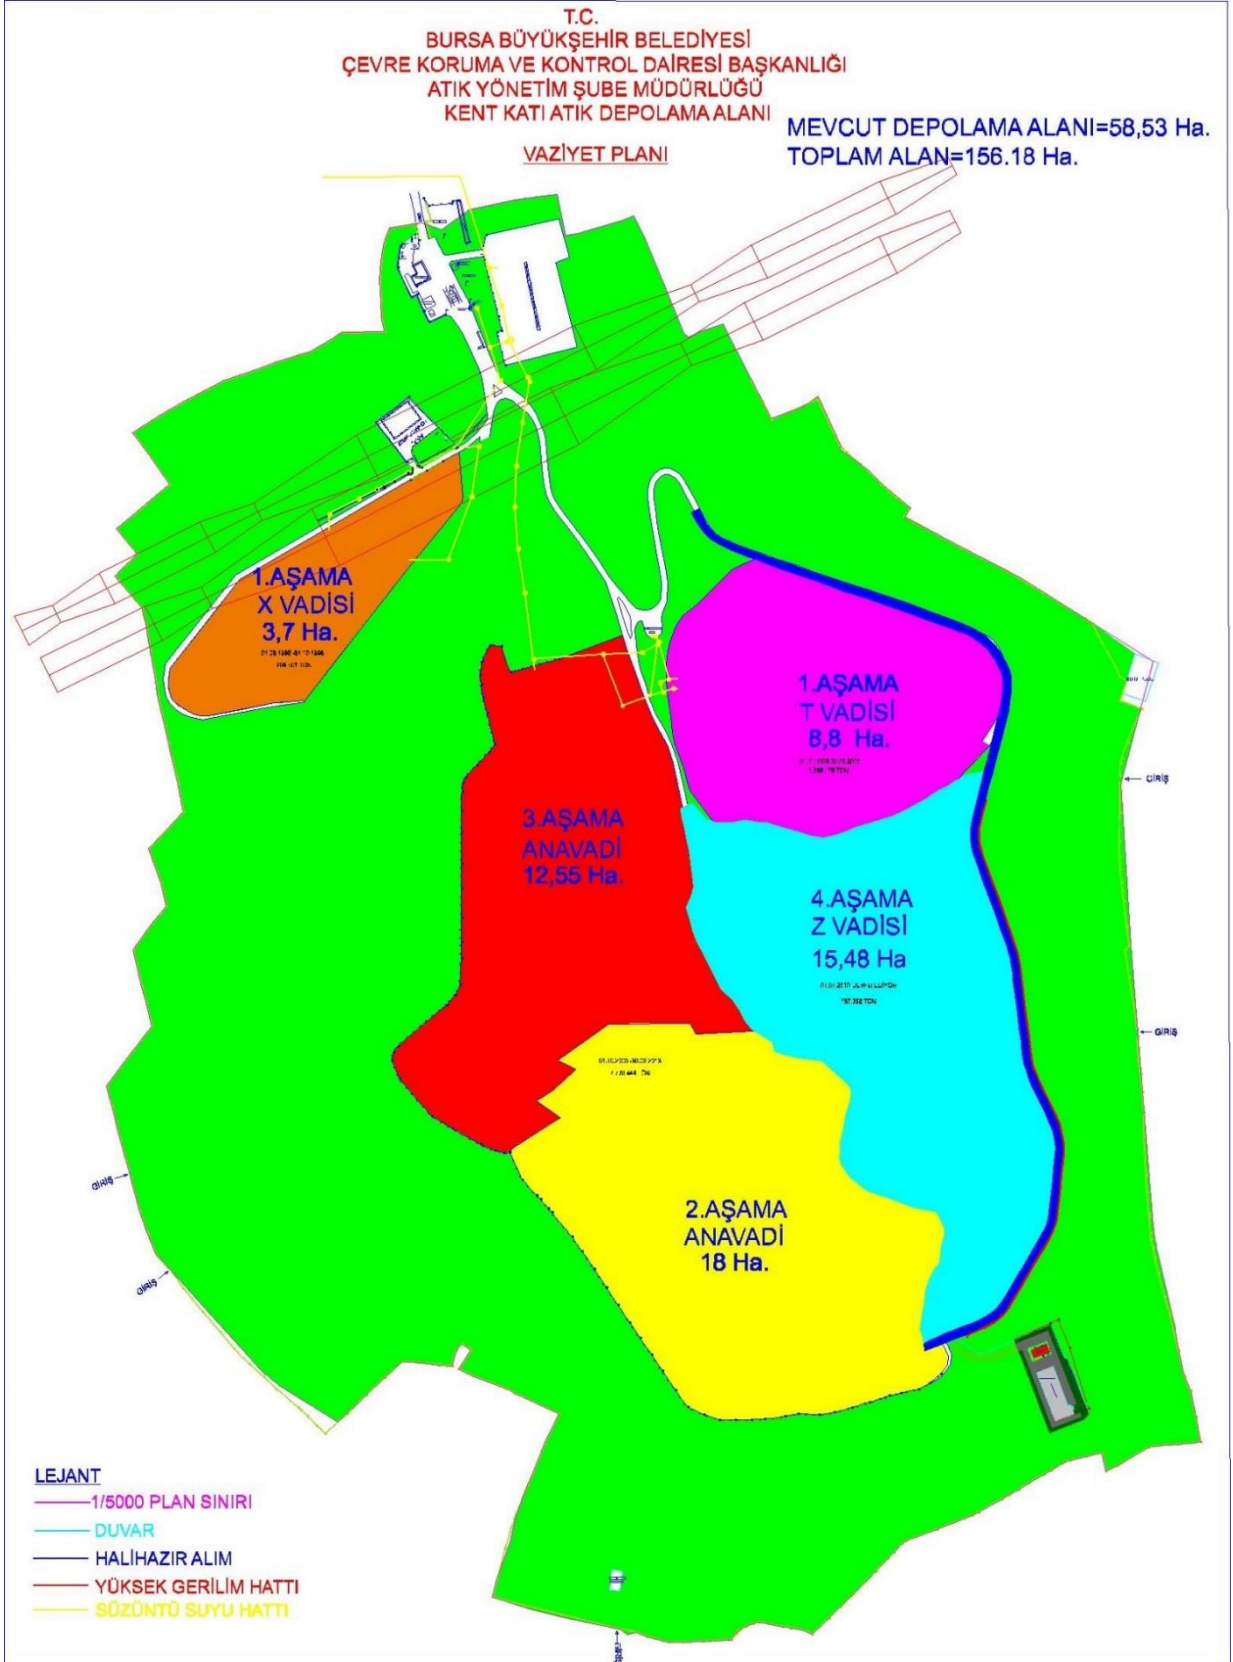 T.C.
BURSA BÜYÜKŞEHİR BELEDİYESİ
ÇEVRE KORUMA VE KONTROL DAİRESİ BAŞKANLIĞI
ATIK YÖNETİM ŞUBE MÜDÜRLÜĞÜ
KENT KATI ATIK DEPOLAMA ALANI
VAZİYET PLANI
MEVCUT DEPOLAMA ALANI=58,53 Ha.
TOPLAM ALAN=156.18 Ha.
1.AŞAMA
X VADİSİ
3,7 Ha.
1.AŞAMA
T VADİSİ
8,8 Ha.
GİRİŞ
3.AŞAMA
ANAVADİ
12,55 Ha.
4.AŞAMA
Z VADİSİ
15,48 Ha
GİRİŞ
GİRİŞ
2.AŞAMA
ANAVADİ
18 Ha.
GİRİŞ
LEJANT
1/5000 PLAN SINIRI
DUVAR
HALİHAZIR ALIM
YÜKSEK GERİLİM HATTI
SÜZÜNTÜ SUYU HATTI